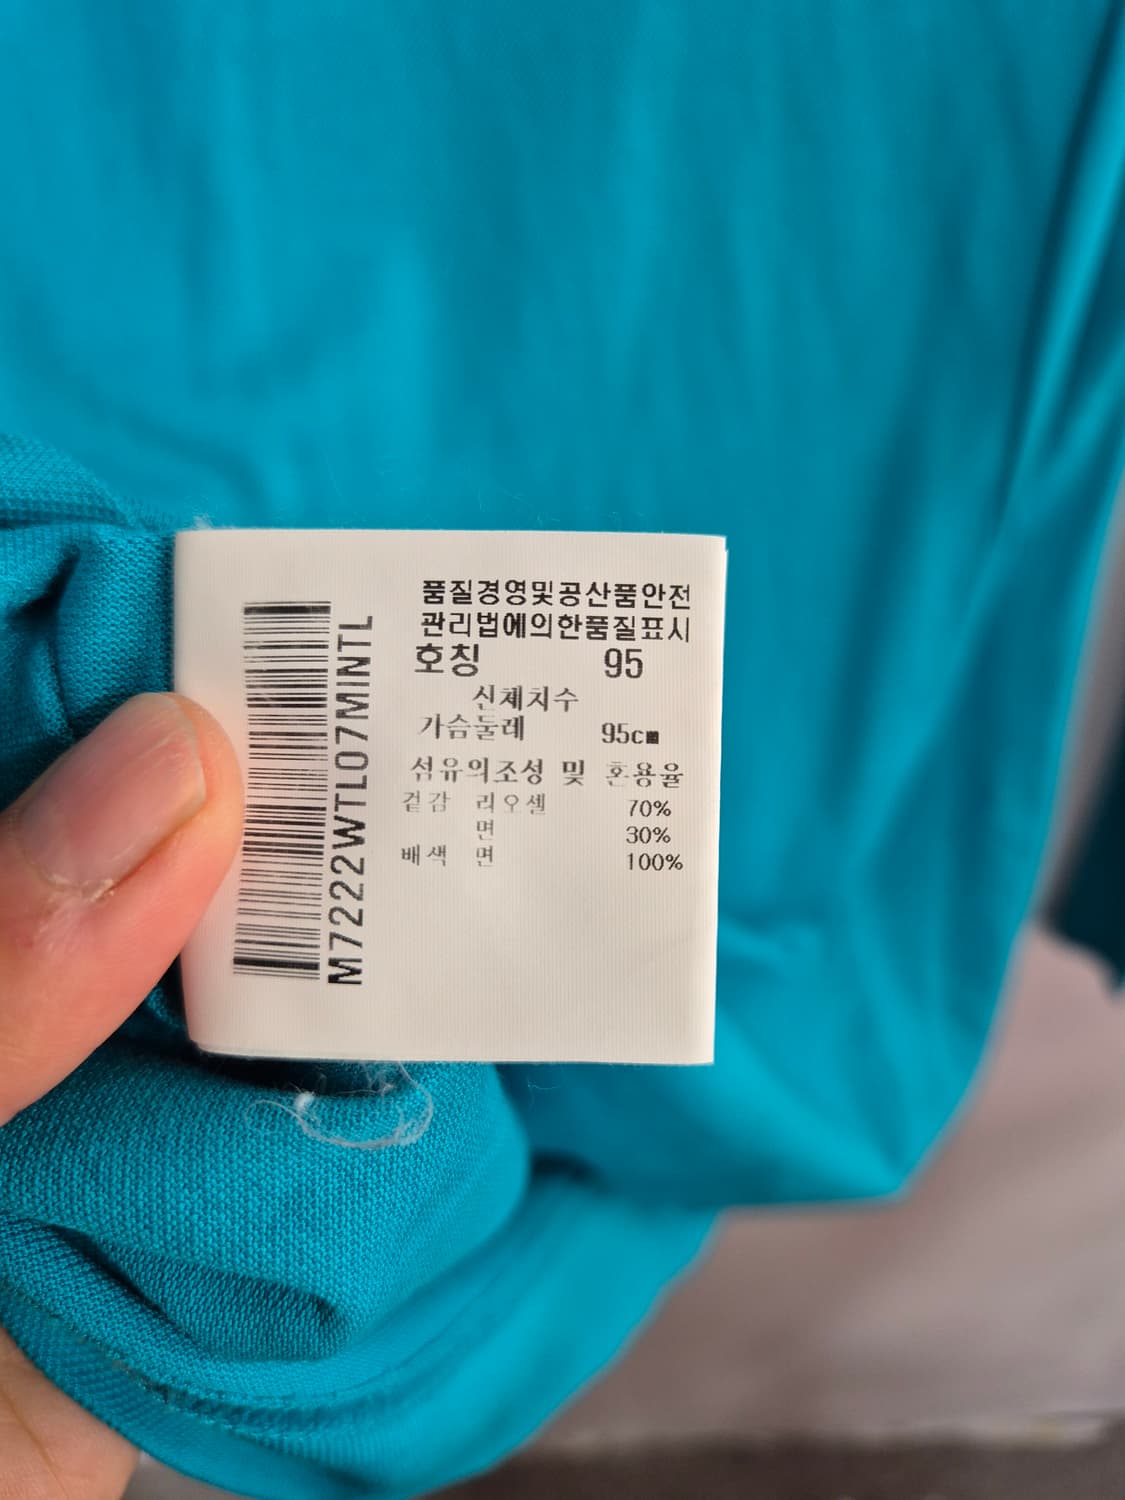 M7222WTL07MINTL
품질경영및공산품안전
관리법에의한품질표시
호칭 95
신체치수
가슴둘레 95cm
섬유의조성 및 혼용율
겉감 리오셀 70%
면 30%
배색 면 100%